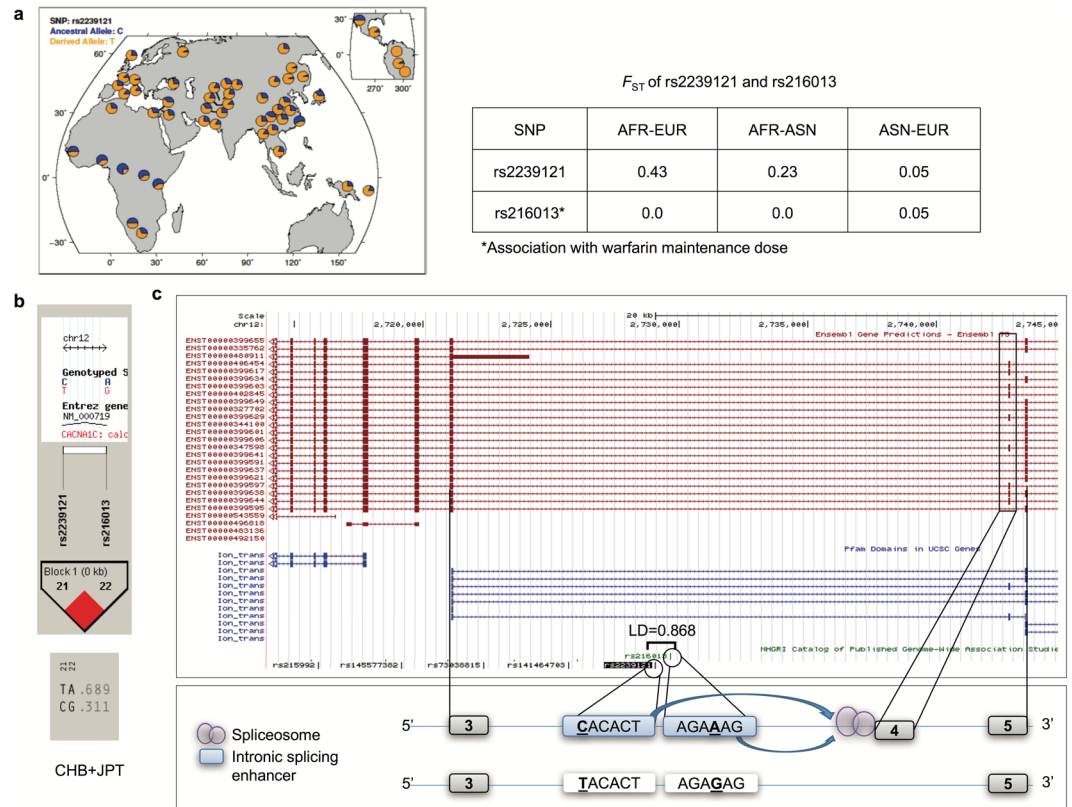 a
SNP: rs2239121
Ancestral Allele: C
Derived Allele: T
60°
30°
0°
−30°
0°
30°
60°
90°
120°
150°
30°
0°
270°
300°
FST of rs2239121 and rs216013
SNP AFR-EUR AFR-ASN ASN-EUR
rs2239121 0.43 0.23 0.05
rs216013* 0.0 0.0 0.05
*Association with warfarin maintenance dose
b
chr12
Genotyped S
C A
T G
Entrez gene
NM_000719
CACNA1C: calc
rs2239121
rs216013
Block 1 (0 kb)
21 22
21
22
TA .689
CG .311
CHB+JPT
c
Scale 20 kb
chr12: 2,720,000 2,725,000 2,730,000 2,735,000 2,740,000 2,745,00
Ensembl Gene Predictions - Ensembl 75
ENST00000399655
ENST00000335762
ENST00000480911
ENST00000406454
ENST00000399617
ENST00000399634
ENST00000399603
ENST00000402845
ENST00000399649
ENST00000327702
ENST00000399629
ENST00000344100
ENST00000399601
ENST00000399606
ENST00000347598
ENST00000399641
ENST00000399591
ENST00000399637
ENST00000399621
ENST00000399597
ENST00000399638
ENST00000399644
ENST00000399595
ENST00000543559
ENST00000496818
ENST00000483136
ENST00000492150
Pfam Domains in UCSC Genes
Ion_trans
Ion_trans
Ion_trans
Ion_trans
Ion_trans
Ion_trans
Ion_trans
Ion_trans
Ion_trans
Ion_trans
Ion_trans
Ion_trans
LD=0.868
NHGRI Catalog of Published Genome-Wide Association Studie
rs216013
rs215992 rs145577382 rs73038815 rs141464703 rs2239121
5' 3 CACACT AGAAAG 4 5 3'
Spliceosome
Intronic splicing
enhancer
5' 3 TACACT AGAGAG 5 3'